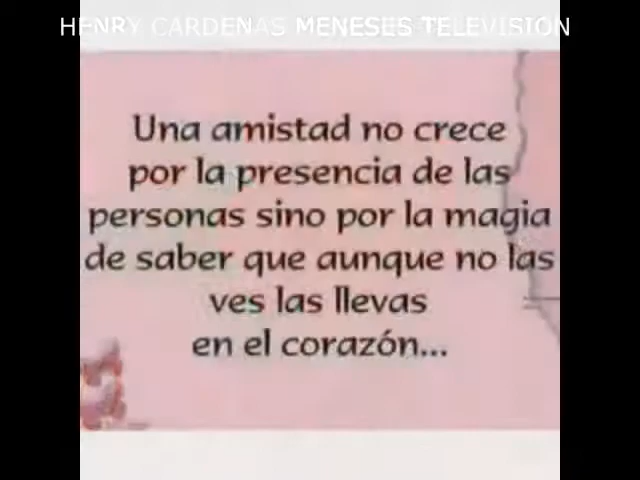 HENRY CARDENAS MENESES TELEVISION
Una amistad no crece
por la presencia de las
personas sino por la magia
de saber que aunque no las
ves las llevas
en el corazón...